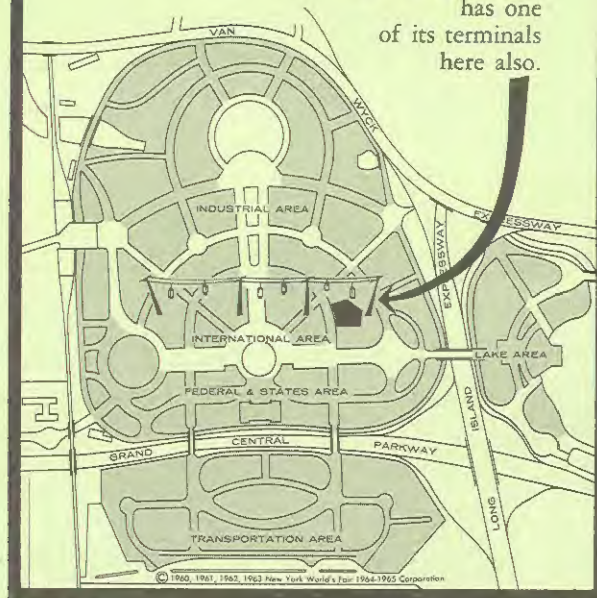 has one
of its terminals
here also.
VAN
WYCK
EXPRESSWAY
INDUSTRIAL AREA
EXPRESSWAY
INTERNATIONAL AREA
LAKE AREA
FEDERAL & STATES AREA
ISLAND
GRAND CENTRAL PARKWAY
LONG
TRANSPORTATION AREA
© 1960, 1961, 1962, 1963 New York World's Fair 1964-1965 Corporation